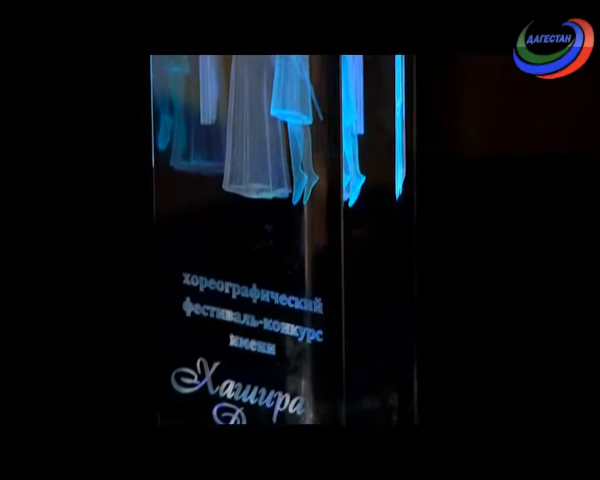 ДАГЕСТАН
хореографический
фестиваль-конкурс
имени
Хашира